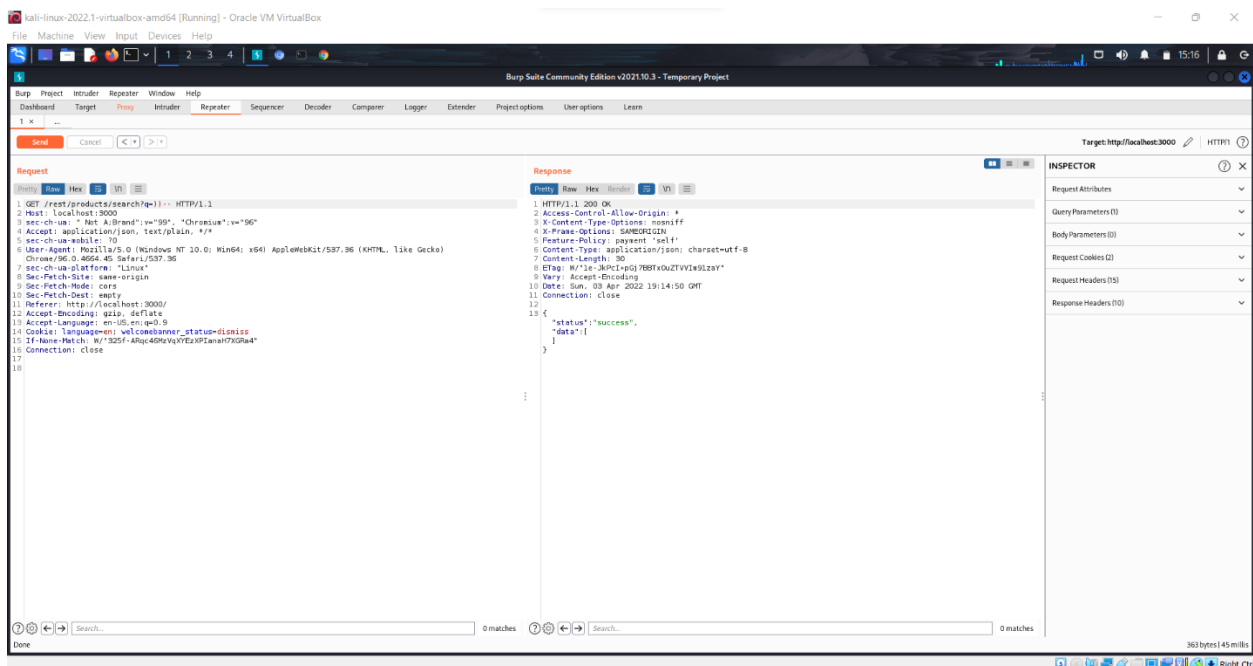 kali-linux-2022.1-virtualbox-amd64 [Running] - Oracle VM VirtualBox
File Machine View Input Devices Help
1 2 3 4
15:16
Burp Suite Community Edition v2021.10.3 - Temporary Project
Burp Project Intruder Repeater Window Help
Dashboard Target Proxy Intruder Repeater Sequencer Decoder Comparer Logger Extender Project options User options Learn
1 × ...
Send Cancel < >
Target: http://localhost:3000 HTTP/1 ?
Request
Pretty Raw Hex \n
1 GET /rest/products/search?q=))-- HTTP/1.1
2 Host: localhost:3000
3 sec-ch-ua: " Not A;Brand";v="99", "Chromium";v="96"
4 Accept: application/json, text/plain, */*
5 sec-ch-ua-mobile: ?0
6 User-Agent: Mozilla/5.0 (Windows NT 10.0; Win64; x64) AppleWebKit/537.36 (KHTML, like Gecko)
Chrome/96.0.4664.45 Safari/537.36
7 sec-ch-ua-platform: "Linux"
8 Sec-Fetch-Site: same-origin
9 Sec-Fetch-Mode: cors
10 Sec-Fetch-Dest: empty
11 Referer: http://localhost:3000/
12 Accept-Encoding: gzip, deflate
13 Accept-Language: en-US,en;q=0.9
14 Cookie: language=en; welcomebanner_status=dismiss
15 If-None-Match:
16 Connection: close
17
18
Search...
0 matches
Done
Response
Pretty Raw Hex Render \n
1 HTTP/1.1 200 OK
2 Access-Control-Allow-Origin: *
3 X-Content-Type-Options: nosniff
4 X-Frame-Options: SAMEORIGIN
5 Feature-Policy: payment 'self'
6 Content-Type: application/json; charset=utf-8
7 Content-Length: 30
8 ETag:
9 Vary: Accept-Encoding
10 Date: Sun, 03 Apr 2022 19:14:50 GMT
11 Connection: close
12
13 {
"status":"success",
"data":[
]
}
Search...
0 matches
INSPECTOR
Request Attributes
Query Parameters (1)
Body Parameters (0)
Request Cookies (2)
Request Headers (15)
Response Headers (10)
363 bytes | 45 millis
Right Ctrl